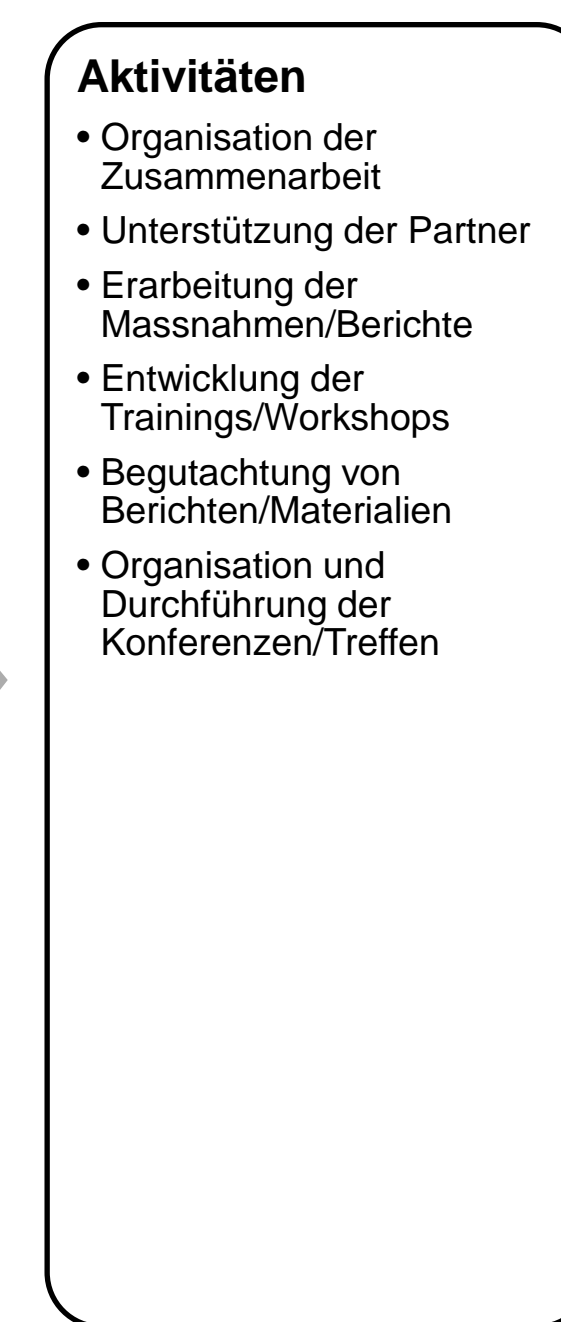 Aktivitäten
• Organisation der
Zusammenarbeit
• Unterstützung der Partner
• Erarbeitung der
Massnahmen/Berichte
• Entwicklung der
Trainings/Workshops
• Begutachtung von
Berichten/Materialien
• Organisation und
Durchführung der
Konferenzen/Treffen